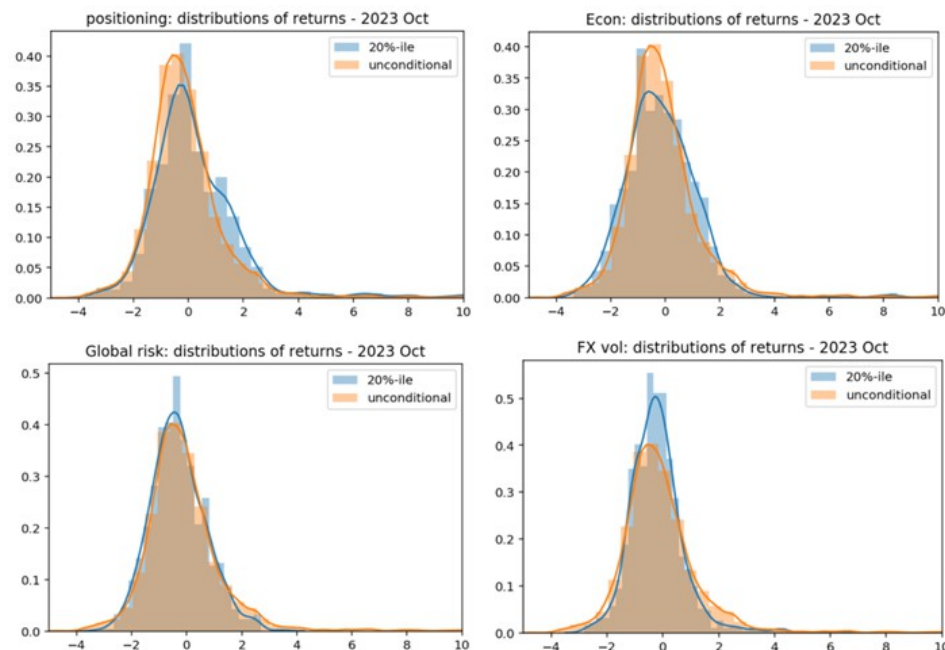 positioning: distributions of returns - 2023 Oct
20%-ile
unconditional
0.40
0.35
0.30
0.25
0.20
0.15
0.10
0.05
0.00
−4 −2 0 2 4 6 8 10
Econ: distributions of returns - 2023 Oct
20%-ile
unconditional
0.40
0.35
0.30
0.25
0.20
0.15
0.10
0.05
0.00
−4 −2 0 2 4 6 8 10
Global risk: distributions of returns - 2023 Oct
20%-ile
unconditional
0.5
0.4
0.3
0.2
0.1
0.0
−4 −2 0 2 4 6 8 10
FX vol: distributions of returns - 2023 Oct
20%-ile
unconditional
0.5
0.4
0.3
0.2
0.1
0.0
−4 −2 0 2 4 6 8 10